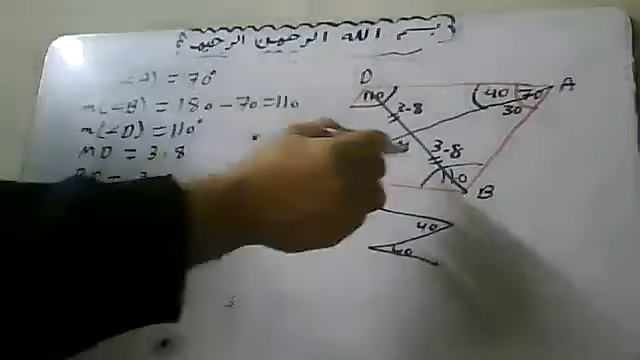 بسم الله الرحمن الرحيم
= 70°
m(∠B) = 180 - 70 = 110
m(∠D) = 110°
MD = 3.8
D
A
110
40
70
30
3.8
3.8
110
B
40
40